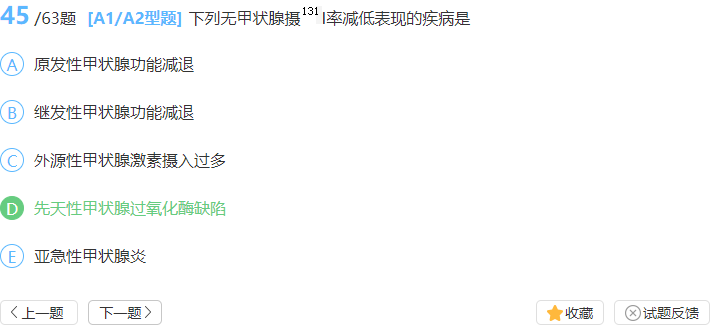 45 /63题 [A1/A2型题] 下列无甲状腺摄¹³¹I率减低表现的疾病是
A 原发性甲状腺功能减退
B 继发性甲状腺功能减退
C 外源性甲状腺激素摄入过多
D 先天性甲状腺过氧化酶缺陷
E 亚急性甲状腺炎
上一题 下一题 收藏 试题反馈